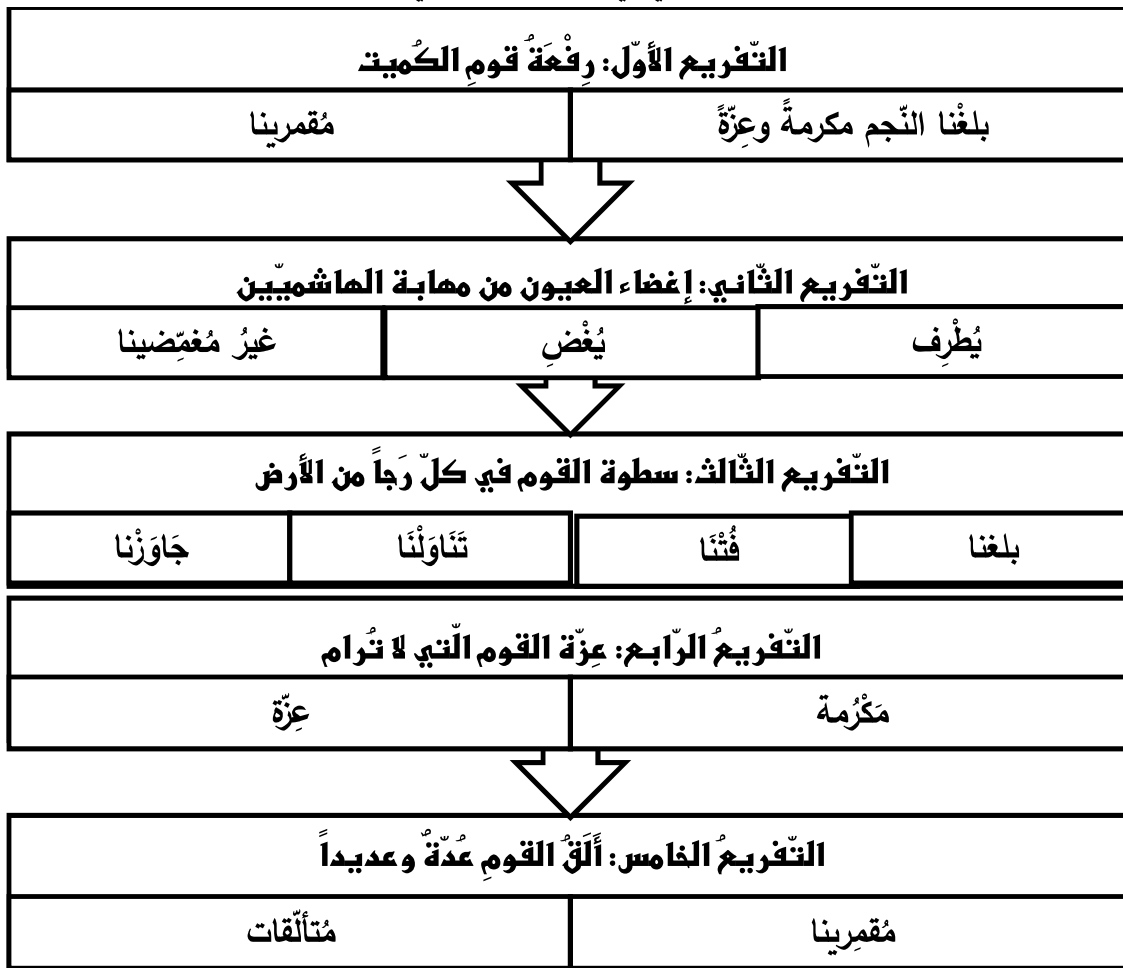 التّفريع الأوّل: رِفْعَةُ قومِ الكُميت
بلغْنا النّجم مكرمةً وعِزّةً
مُقمرينا
التّفريع الثّاني: إغضاء العيون من مهابة الهاشميّين
يُطْرِف
يُغْضِ
غيرُ مُغمِّضينا
التّفريع الثّالث: سطوة القوم في كلّ رَجاً من الأرض
بلغنا
فُتْنَا
تَنَاوَلْنَا
جَاوَزْنا
التّفريعُ الرّابع: عِزّة القوم الّتي لا تُرام
مَكْرُمة
عِزّة
التّفريعُ الخامس: أَلَقُ القومِ عُدّةً وعديداً
مُقمِرينا
مُتألّقات